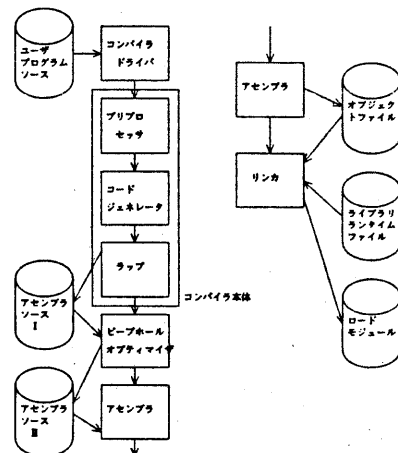 ユーザ
プログラム
ソース
コンパイラ
ドライバ
プリプロ
セッサ
コード
ジェネレータ
ラップ
コンパイラ本体
アセンブラ
ソース
I
ピープホール
オプティマイザ
アセンブラ
ソース
II
アセンブラ
アセンブラ
オブジェク
トファイル
リンカ
ライブラリ
ランタイム
ファイル
ロード
モジュール